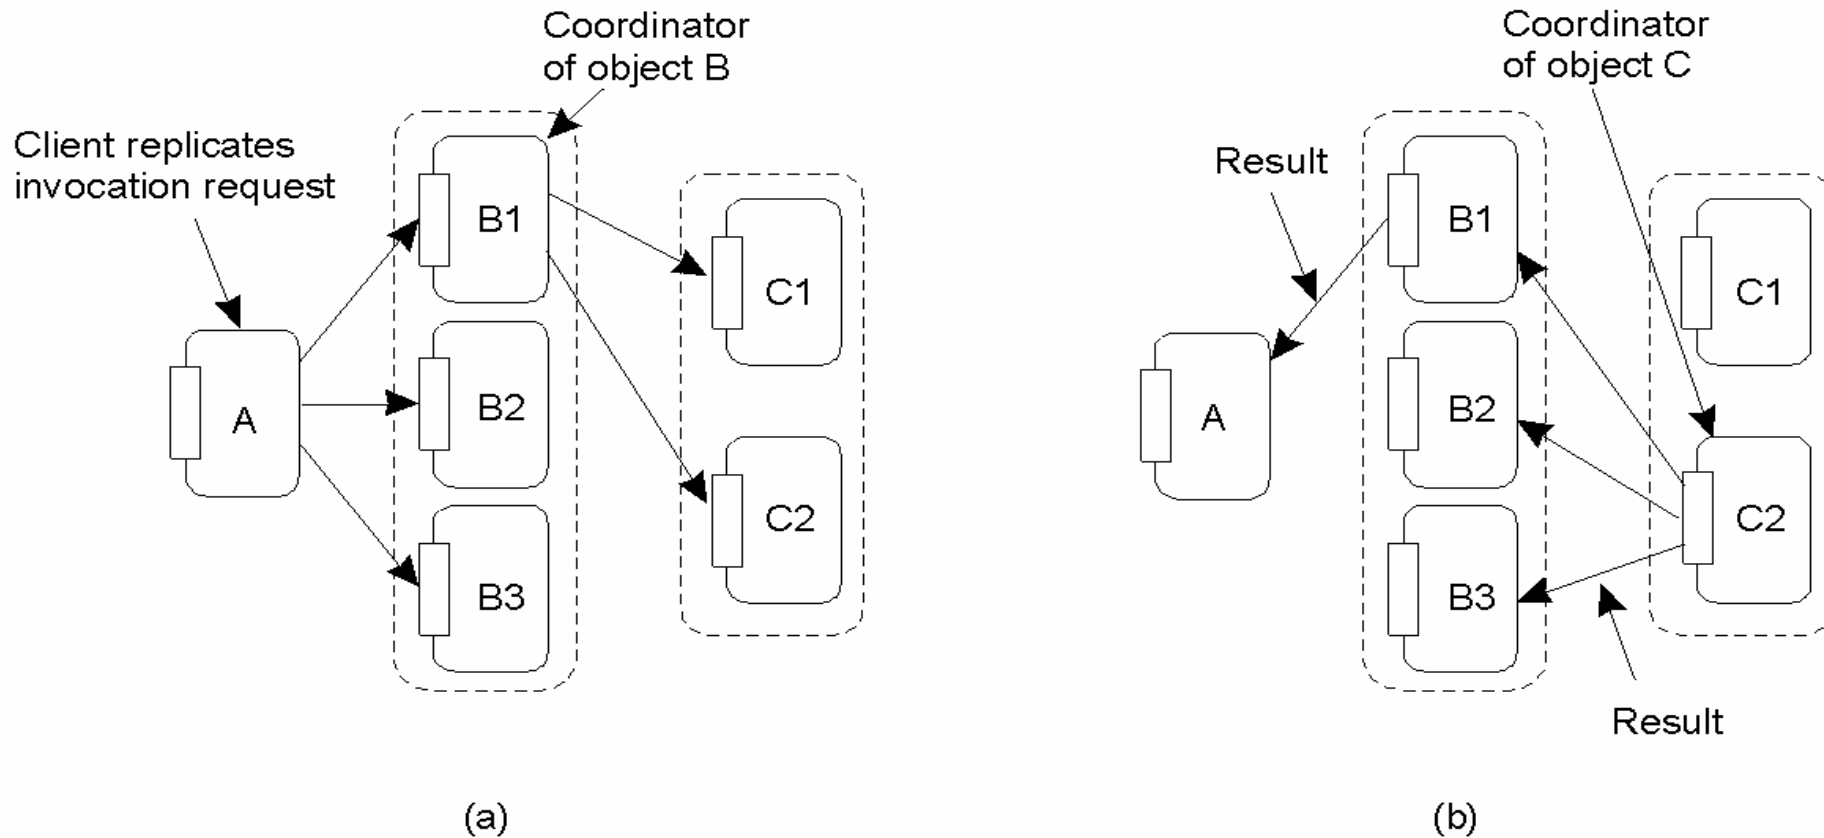 Coordinator
of object B
Client replicates
invocation request
A
B1
B2
B3
C1
C2
(a)
Coordinator
of object C
Result
A
B1
B2
B3
C1
C2
Result
(b)